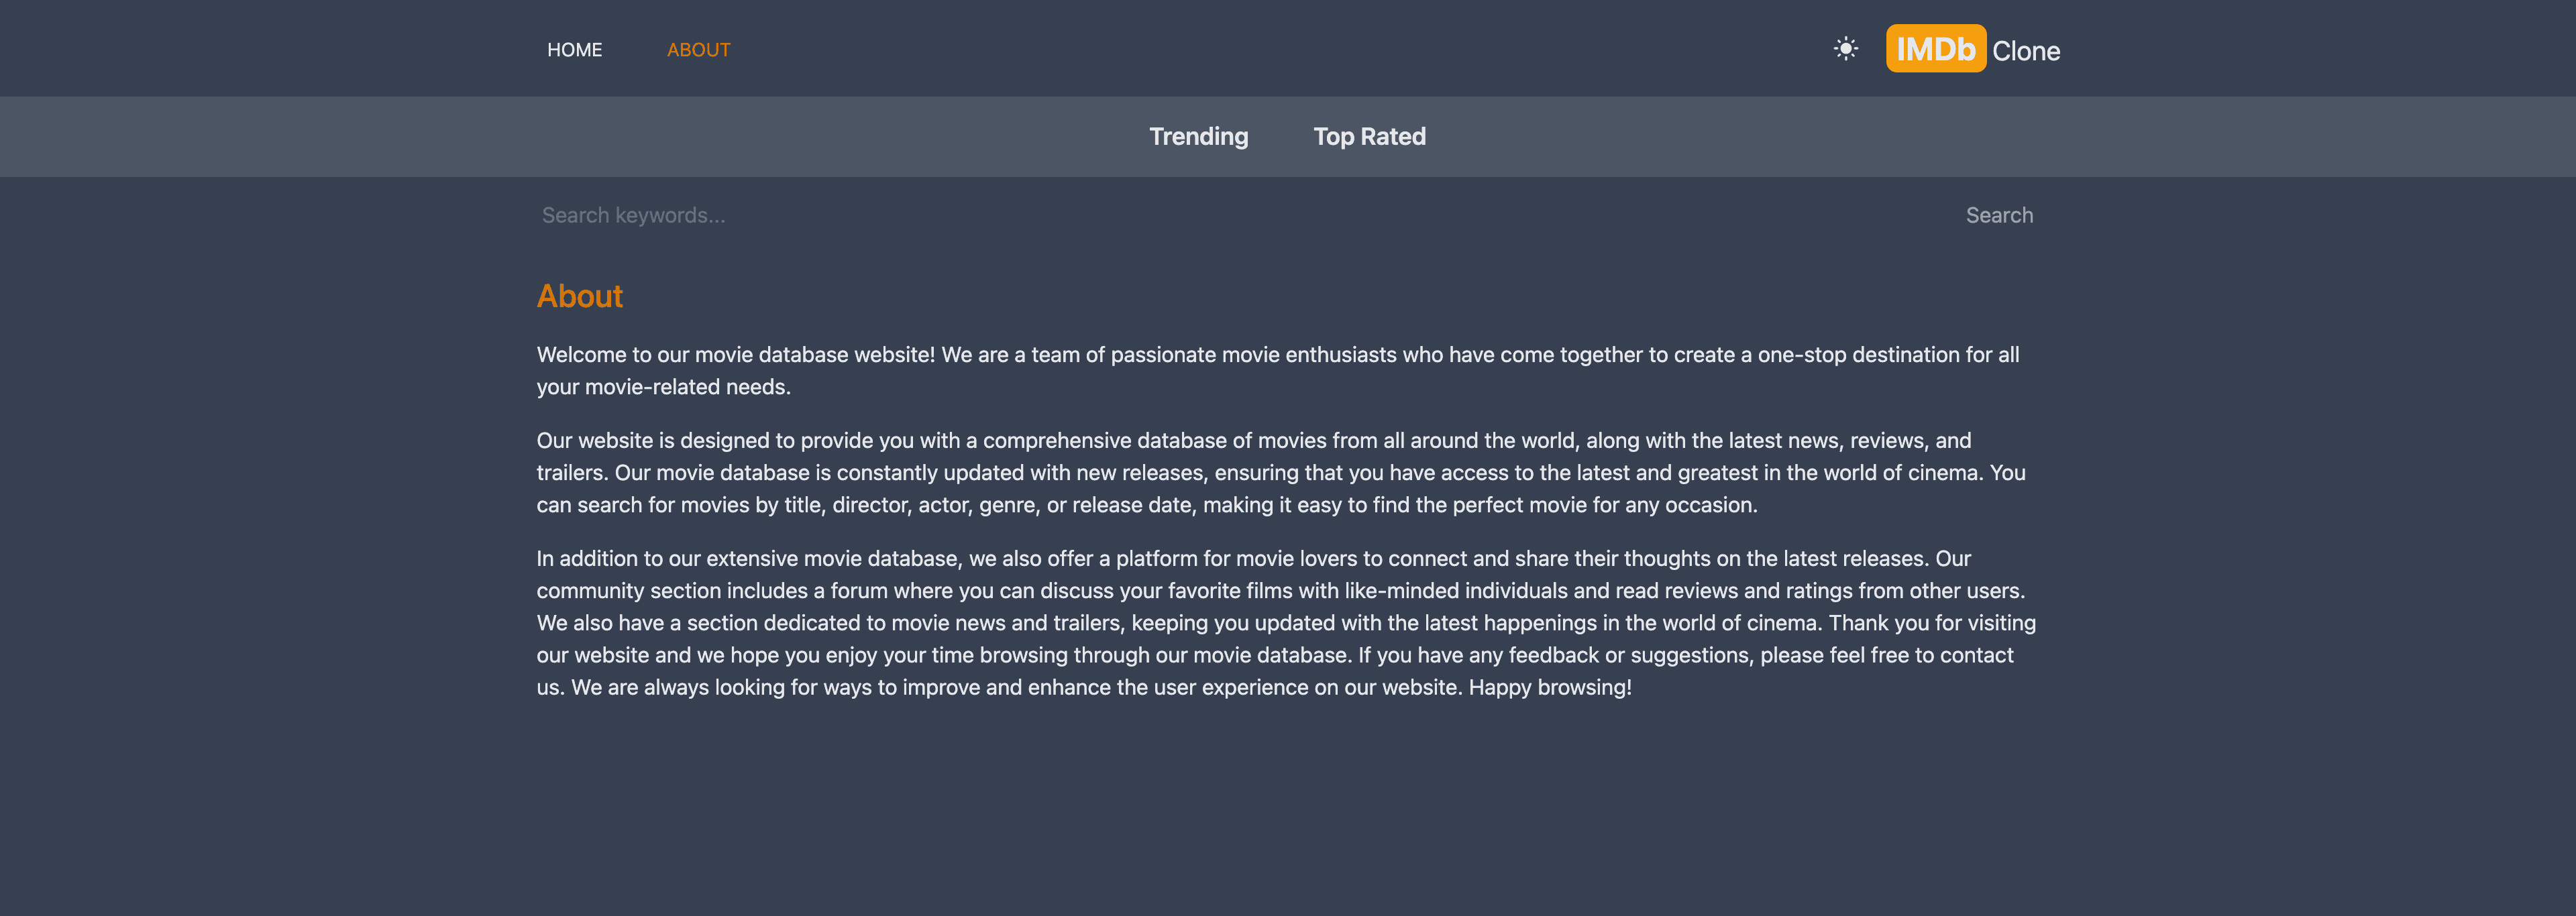 HOME ABOUT IMDb Clone
Trending Top Rated
Search keywords... Search
About
Welcome to our movie database website! We are a team of passionate movie enthusiasts who have come together to create a one-stop destination for all
your movie-related needs.
Our website is designed to provide you with a comprehensive database of movies from all around the world, along with the latest news, reviews, and
trailers. Our movie database is constantly updated with new releases, ensuring that you have access to the latest and greatest in the world of cinema. You
can search for movies by title, director, actor, genre, or release date, making it easy to find the perfect movie for any occasion.
In addition to our extensive movie database, we also offer a platform for movie lovers to connect and share their thoughts on the latest releases. Our
community section includes a forum where you can discuss your favorite films with like-minded individuals and read reviews and ratings from other users.
We also have a section dedicated to movie news and trailers, keeping you updated with the latest happenings in the world of cinema. Thank you for visiting
our website and we hope you enjoy your time browsing through our movie database. If you have any feedback or suggestions, please feel free to contact
us. We are always looking for ways to improve and enhance the user experience on our website. Happy browsing!